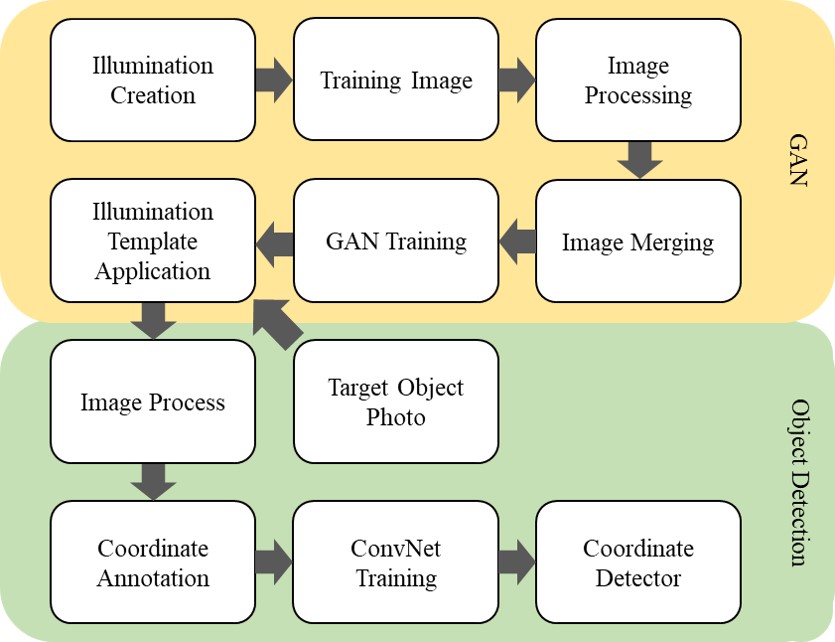 Illumination
Creation
Training Image
Image
Processing
GAN
Illumination
Template
Application
GAN Training
Image Merging
Image Process
Target Object
Photo
Object Detection
Coordinate
Annotation
ConvNet
Training
Coordinate
Detector